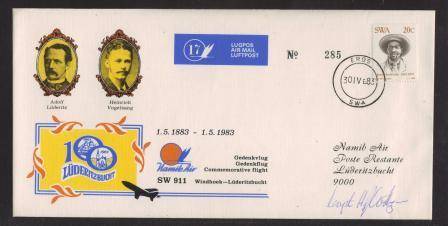 17
LUGPOS
AIR MAIL
LUFTPOST
No 285
SWA 20c
EROS
30 IV 83
SWA
Adolf
Lüderitz
Heinrich
Vogelsang
1.5.1883 - 1.5.1983
100
LÜDERITZBUCHT
Namib Air
Gedenkvlug
Gedenkflug
Commemorative flight
SW 911 Windhoek-Lüderitzbucht
Namib Air
Poste Restante
Lüderitzbucht
9000